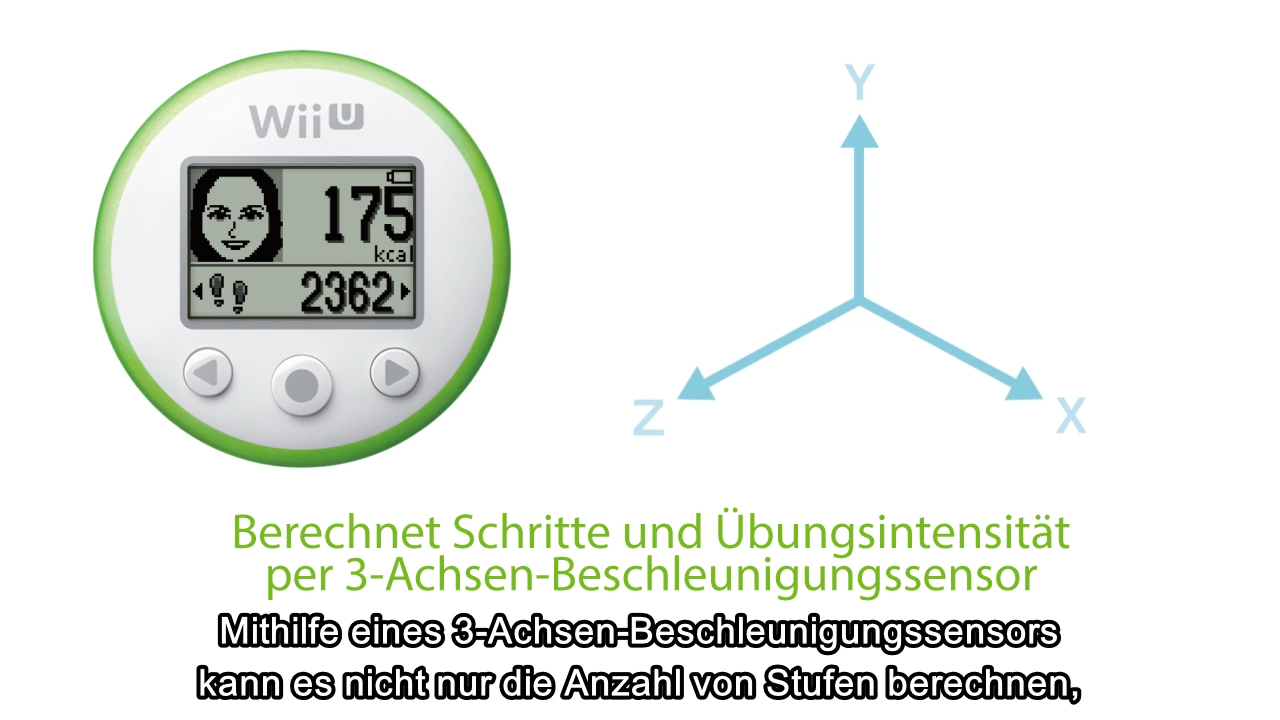 Wii U
175
kcal
2362
Y
Z
X
Berechnet Schritte und Übungsintensität
per 3-Achsen-Beschleunigungssensor
Mithilfe eines 3-Achsen-Beschleunigungssensors
kann es nicht nur die Anzahl von Stufen berechnen,